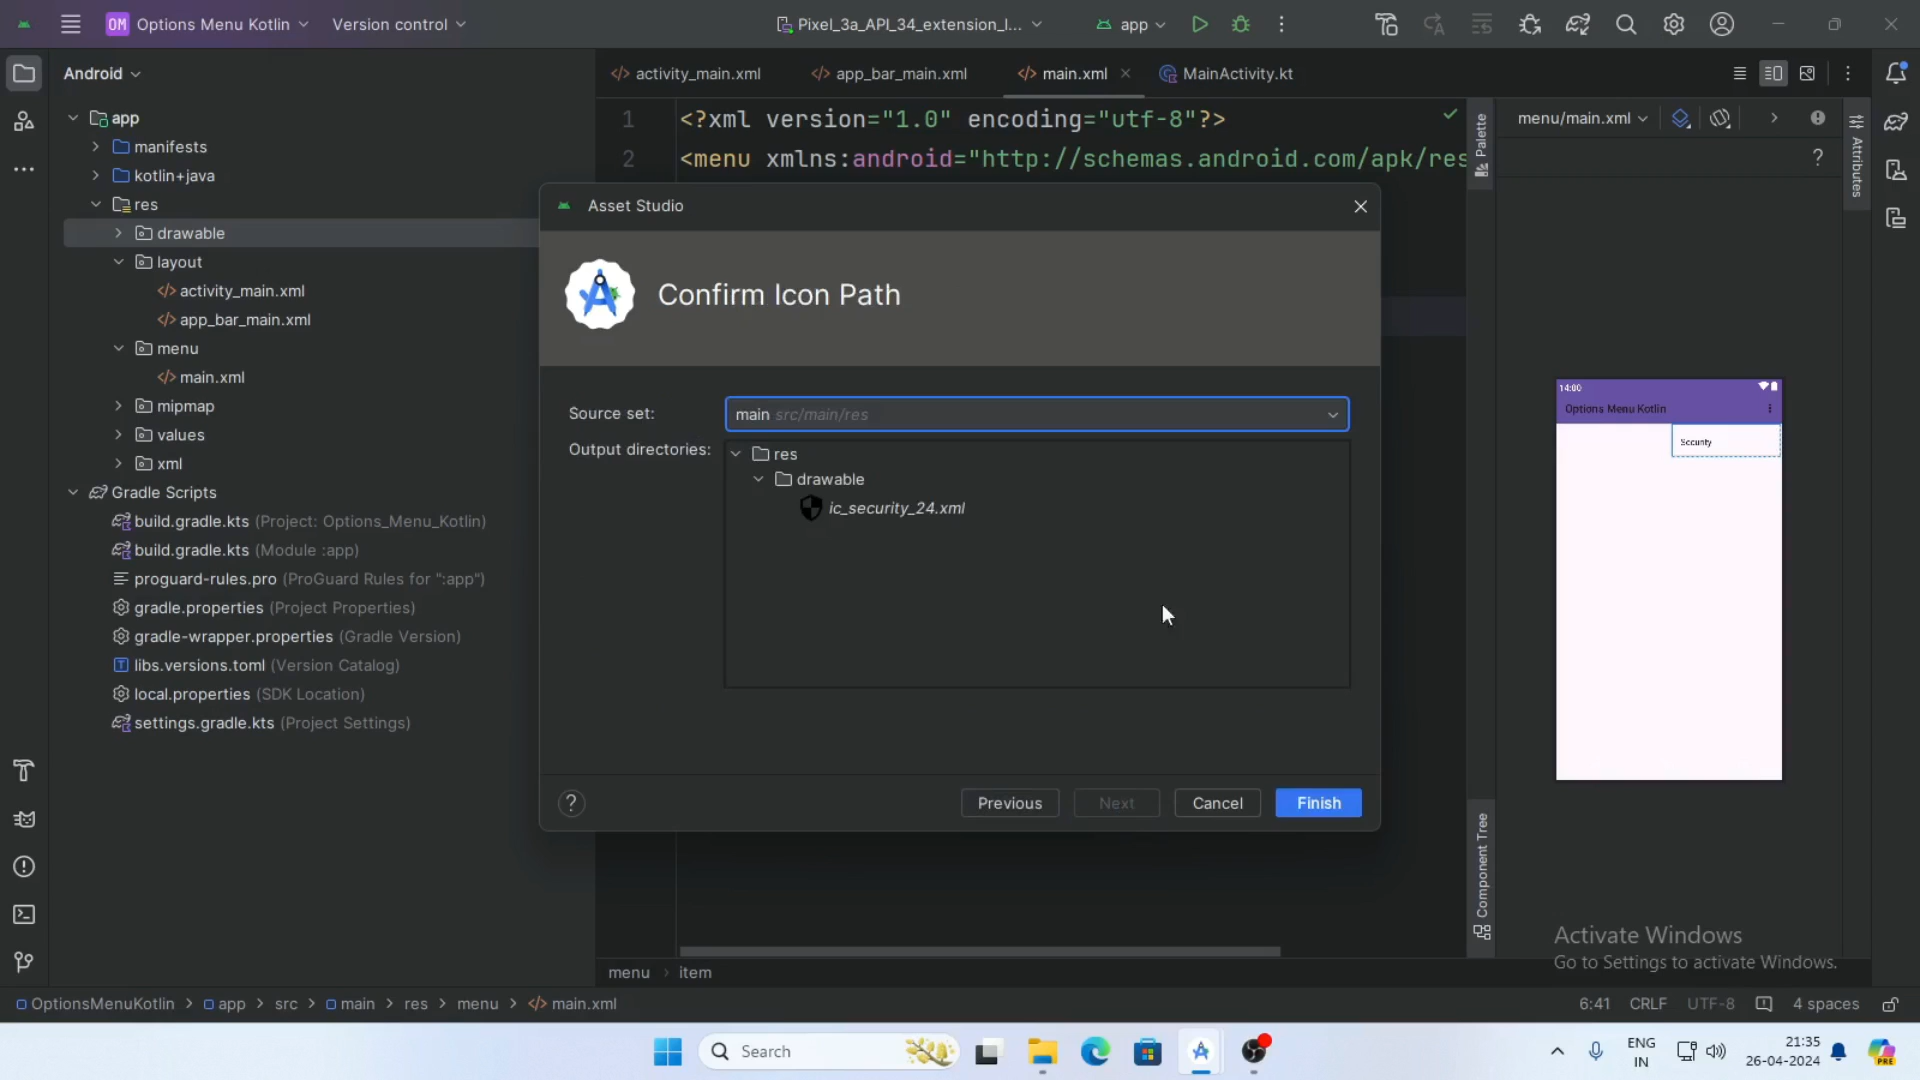 OM Options Menu Kotlin
Version control
Pixel_3a_API_34_extension_l...
app
Android
activity_main.xml
app_bar_main.xml
main.xml
MainActivity.kt
app
manifests
kotlin+java
res
drawable
layout
activity_main.xml
app_bar_main.xml
menu
main.xml
mipmap
values
xml
Gradle Scripts
build.gradle.kts (Project: Options_Menu_Kotlin)
build.gradle.kts (Module :app)
proguard-rules.pro (ProGuard Rules for ":app")
gradle.properties (Project Properties)
gradle-wrapper.properties (Gradle Version)
libs.versions.toml (Version Catalog)
local.properties (SDK Location)
settings.gradle.kts (Project Settings)
1 <?xml version="1.0" encoding="utf-8"?>
2 <menu xmlns:android="http://schemas.android.com/apk/res
Asset Studio
Confirm Icon Path
Source set:
main src/main/res
Output directories:
res
drawable
ic_security_24.xml
?
Previous
Next
Cancel
Finish
Palette
menu/main.xml
?
Attributes
14:00
Options Menu Kotlin
Security
Component Tree
Activate Windows
Go to Settings to activate Windows.
menu > item
OptionsMenuKotlin > app > src > main > res > menu > main.xml
6:41 CRLF UTF-8 4 spaces
Search
ENG
IN
21:35
26-04-2024
PRE